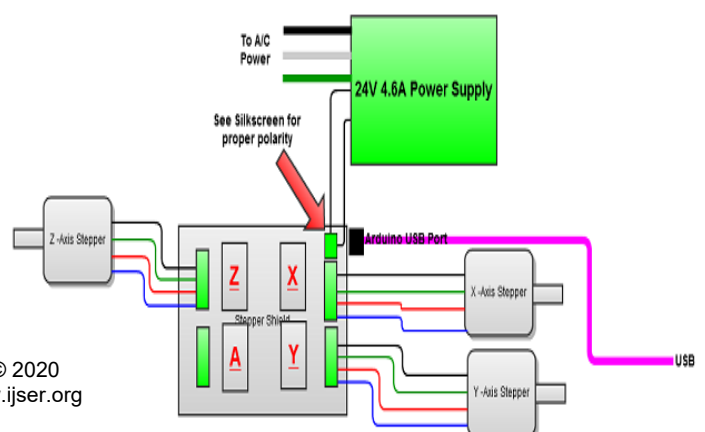 To A/C
Power
24V 4.6A Power Supply
See Silkscreen for
proper polarity
Arduino USB Port
Z -Axis Stepper
Z
X
X -Axis Stepper
Stepper Shield
A
Y
USB
© 2020
.ijser.org
Y -Axis Stepper